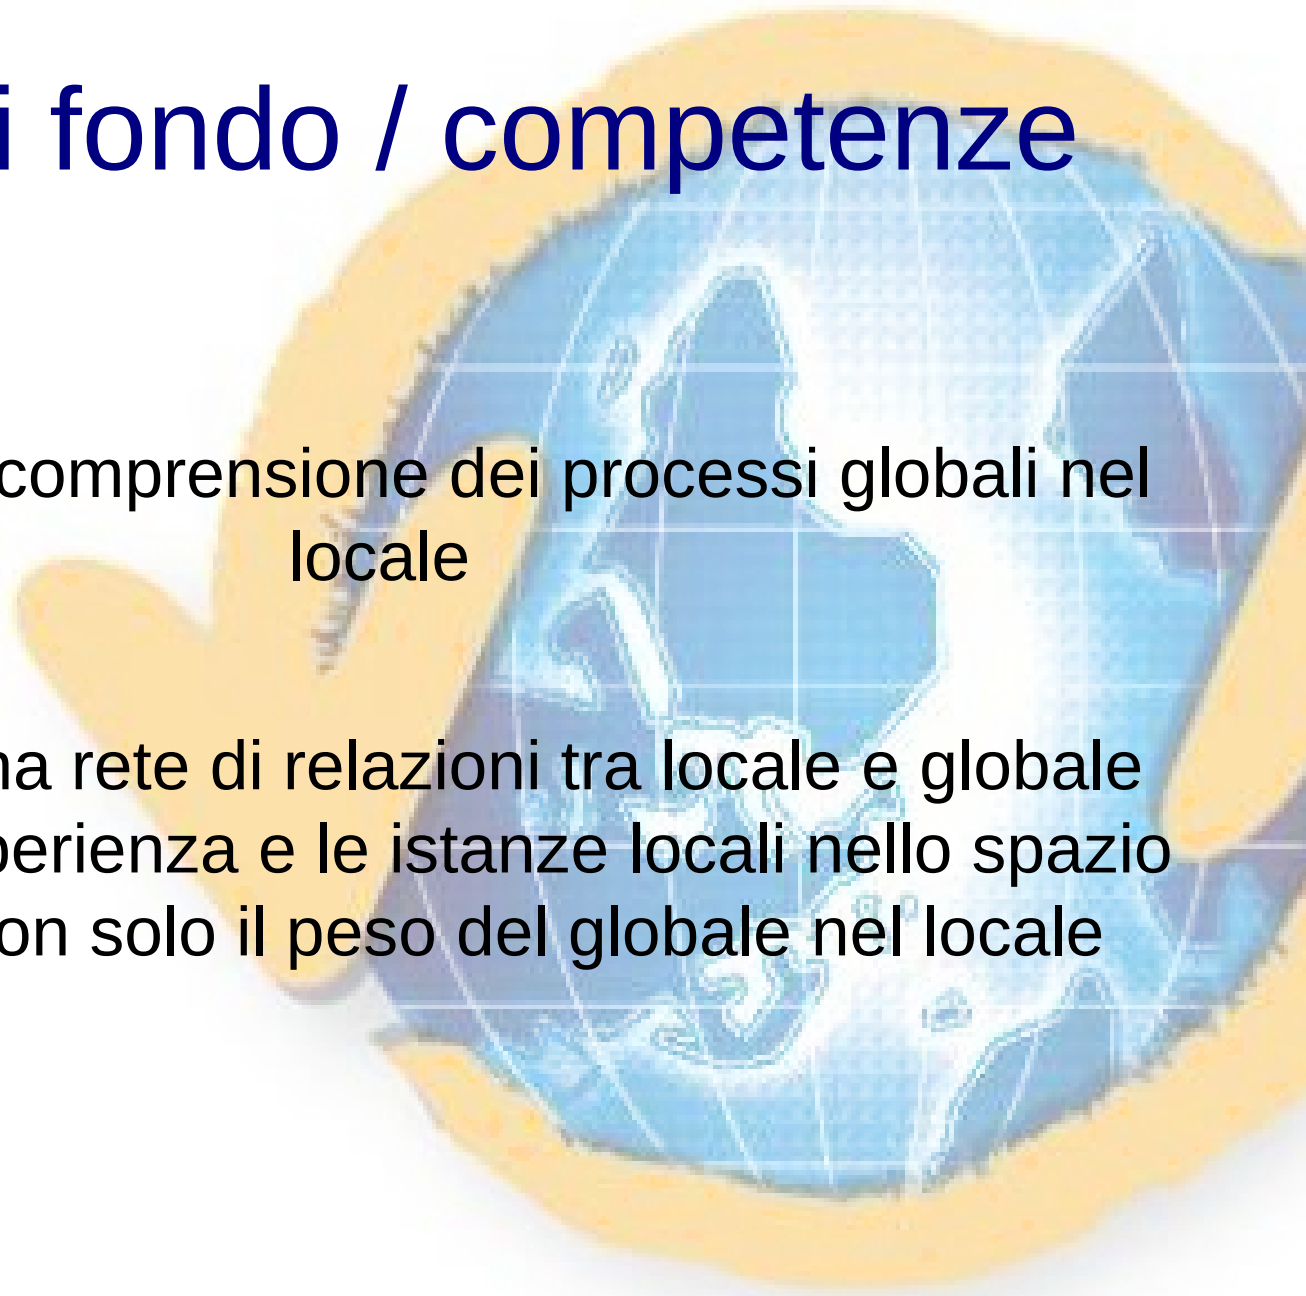 i fondo / competenze
comprensione dei processi globali nel
locale
na rete di relazioni tra locale e globale
perienza e le istanze locali nello spazio
on solo il peso del globale nel locale